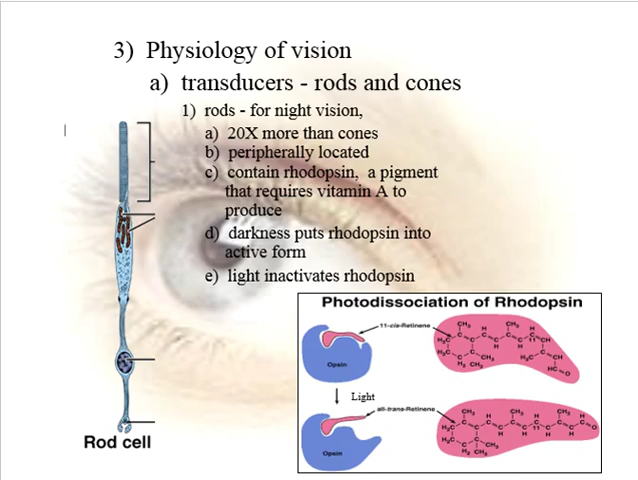 3) Physiology of vision
a) transducers - rods and cones
1) rods - for night vision,
a) 20X more than cones
b) peripherally located
c) contain rhodopsin, a pigment
that requires vitamin A to
produce
d) darkness puts rhodopsin into
active form
e) light inactivates rhodopsin
Rod cell
Photodissociation of Rhodopsin
11-cis-Retinene
Opsin
Light
all-trans-Retinene
Opsin